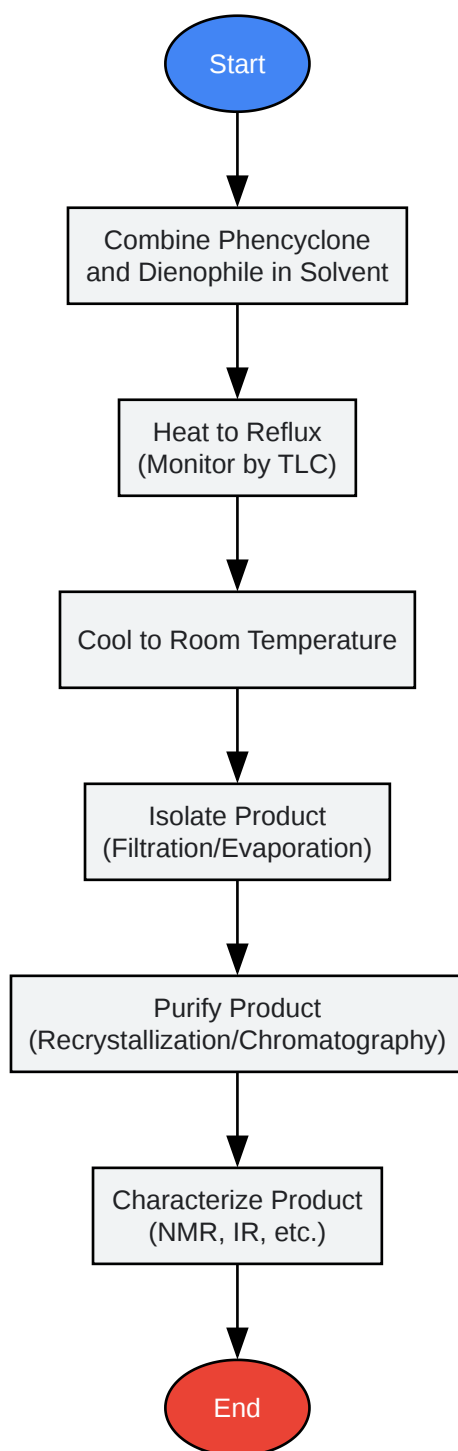 Start
Combine Phencyclone
and Dienophile in Solvent
Heat to Reflux
(Monitor by TLC)
Cool to Room Temperature
Isolate Product
(Filtration/Evaporation)
Purify Product
(Recrystallization/Chromatography)
Characterize Product
(NMR, IR, etc.)
End